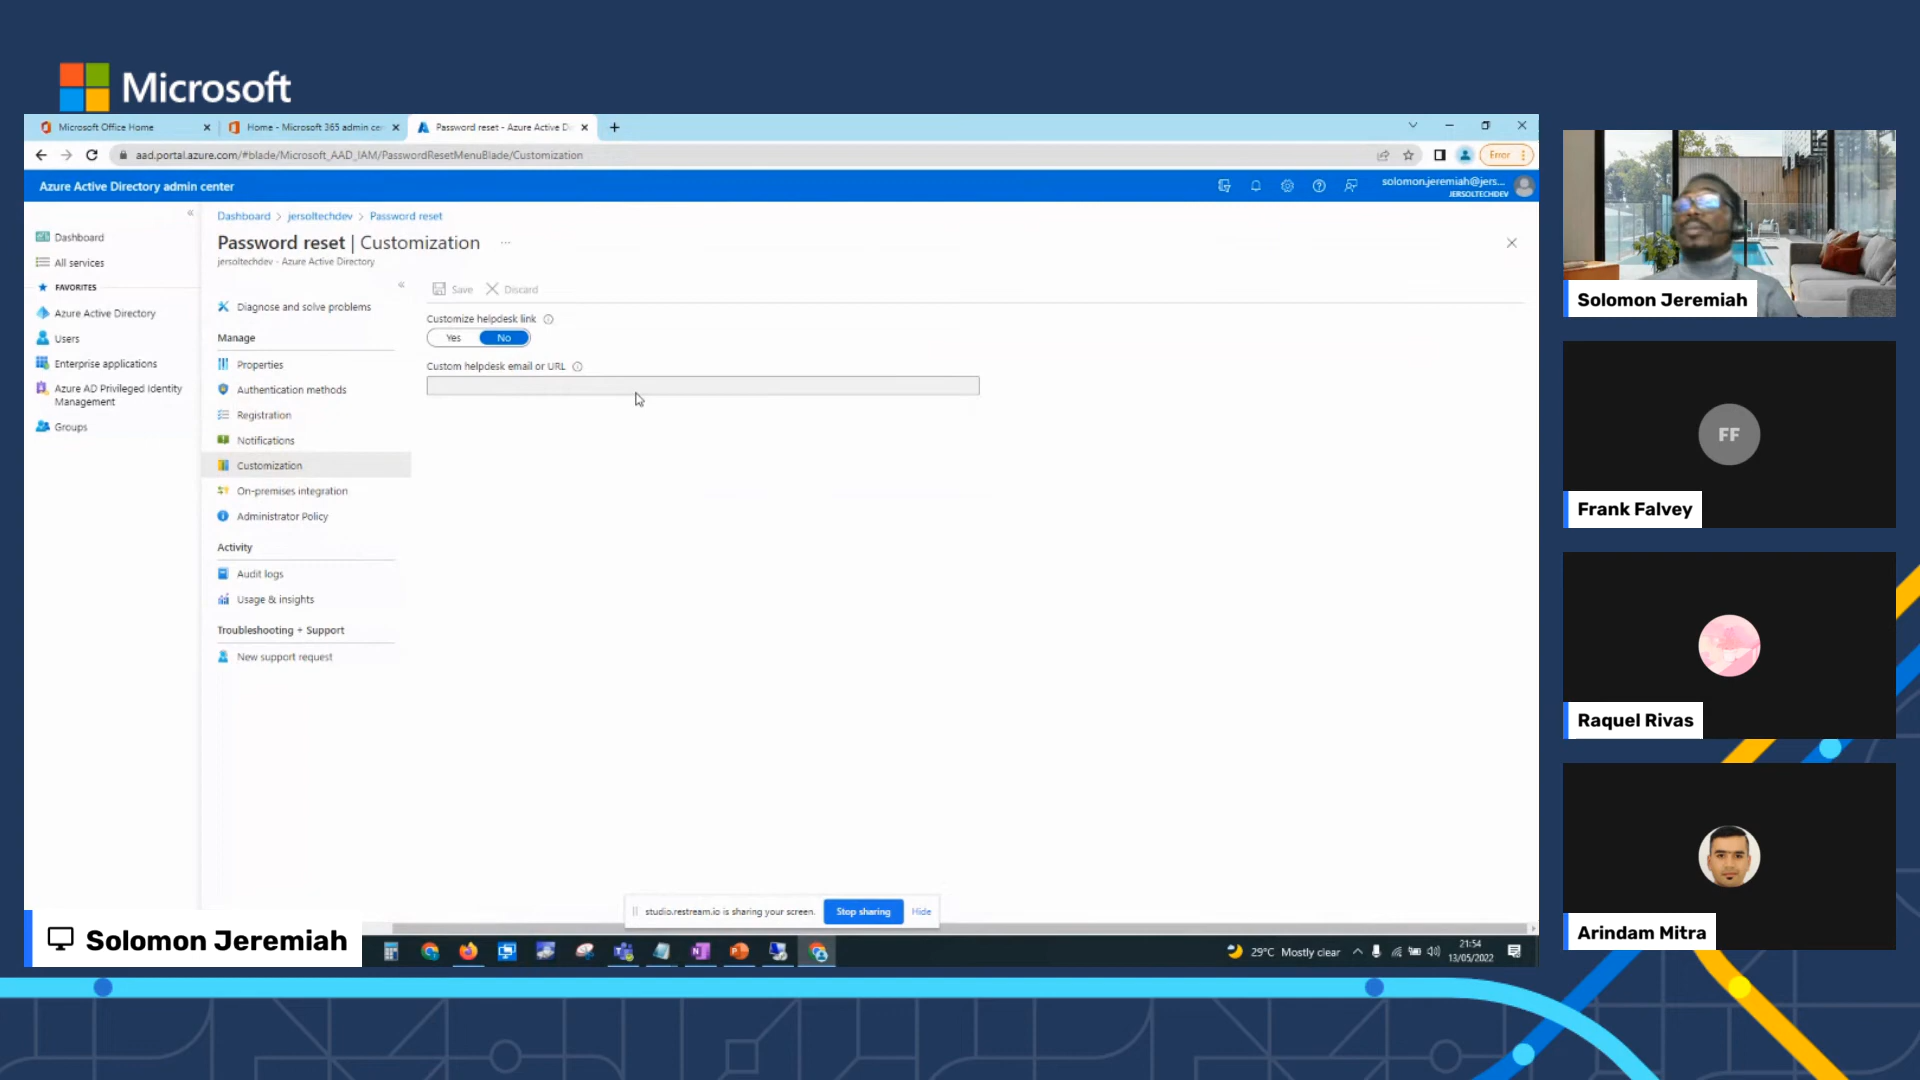 Microsoft
Microsoft Office Home
Home - Microsoft 365 admin ce
Password reset - Azure Active D
aad.portal.azure.com/#blade/Microsoft_AAD_IAM/PasswordResetMenuBlade/Customization
Error
Azure Active Directory admin center
solomon.jeremiah@jers...
JERSOLTECHDEV
Dashboard > jersoltechdev > Password reset
Password reset | Customization ...
jersoltechdev - Azure Active Directory
Dashboard
All services
FAVORITES
Azure Active Directory
Users
Enterprise applications
Azure AD Privileged Identity
Management
Groups
Diagnose and solve problems
Manage
Properties
Authentication methods
Registration
Notifications
Customization
On-premises integration
Administrator Policy
Activity
Audit logs
Usage & insights
Troubleshooting + Support
New support request
Save
Discard
Customize helpdesk link
Yes
No
Custom helpdesk email or URL
studio.restream.io is sharing your screen.
Stop sharing
Hide
Solomon Jeremiah
29°C Mostly clear
21:54
13/05/2022
Solomon Jeremiah
FF
Frank Falvey
Raquel Rivas
Arindam Mitra